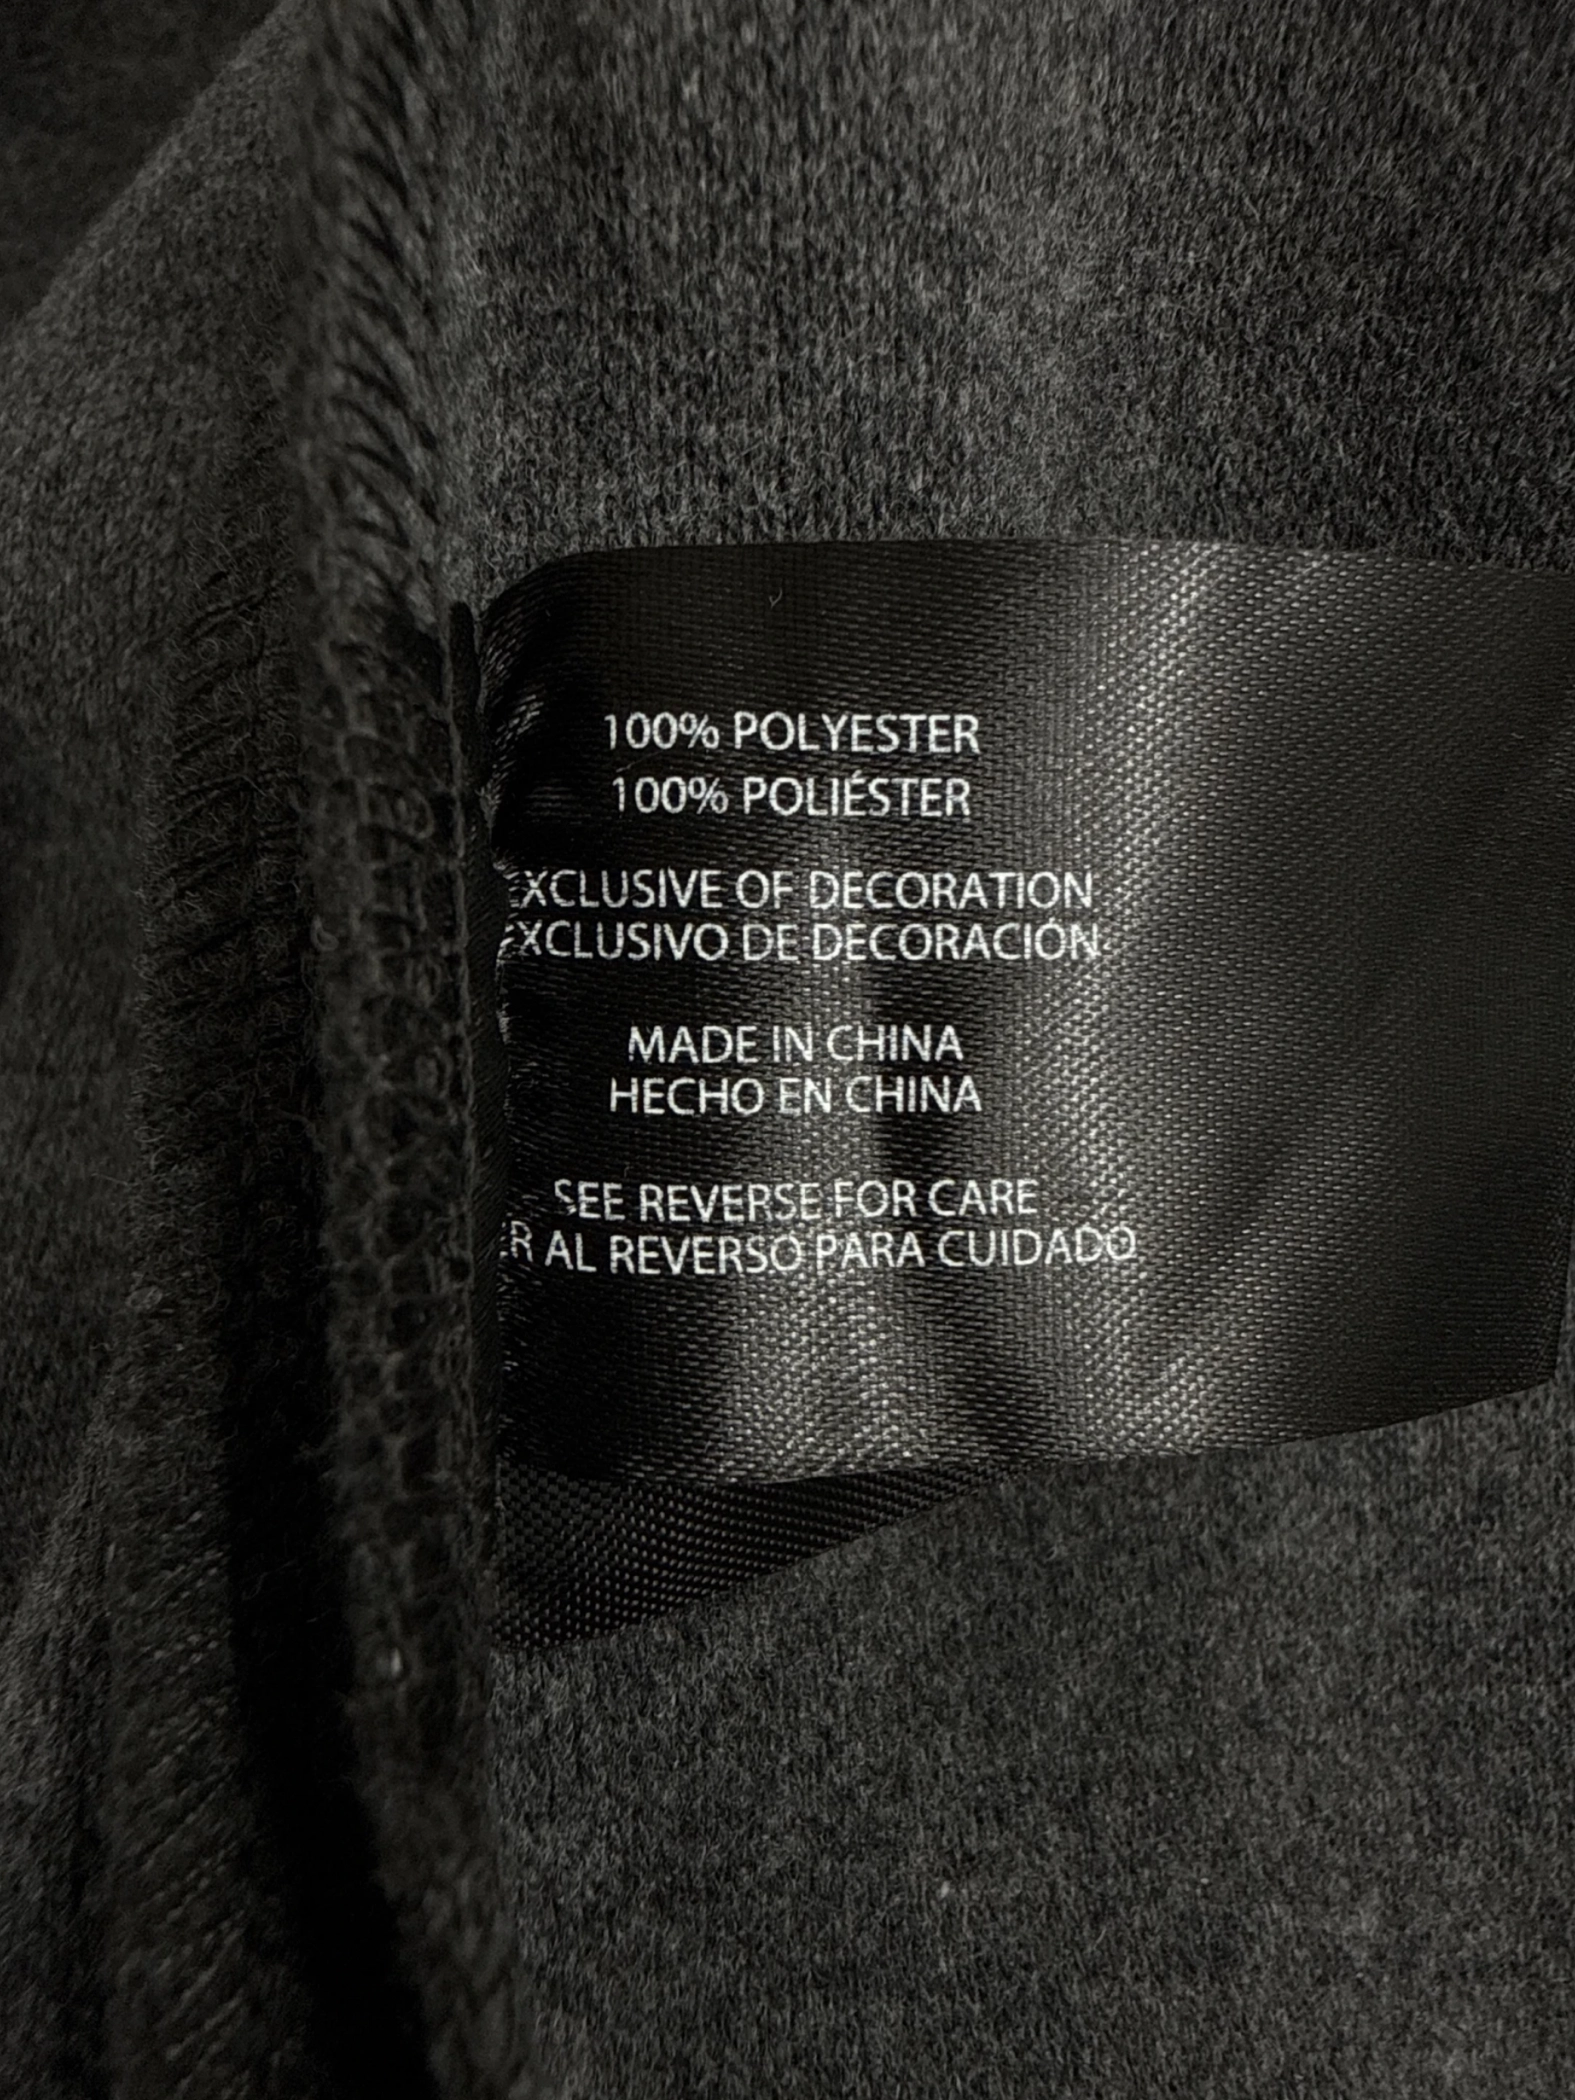 100% POLYESTER
100% POLIÉSTER
EXCLUSIVE OF DECORATION
EXCLUSIVO DE DECORACIÓN
MADE IN CHINA
HECHO EN CHINA
SEE REVERSE FOR CARE
AL REVERSO PARA CUIDADO